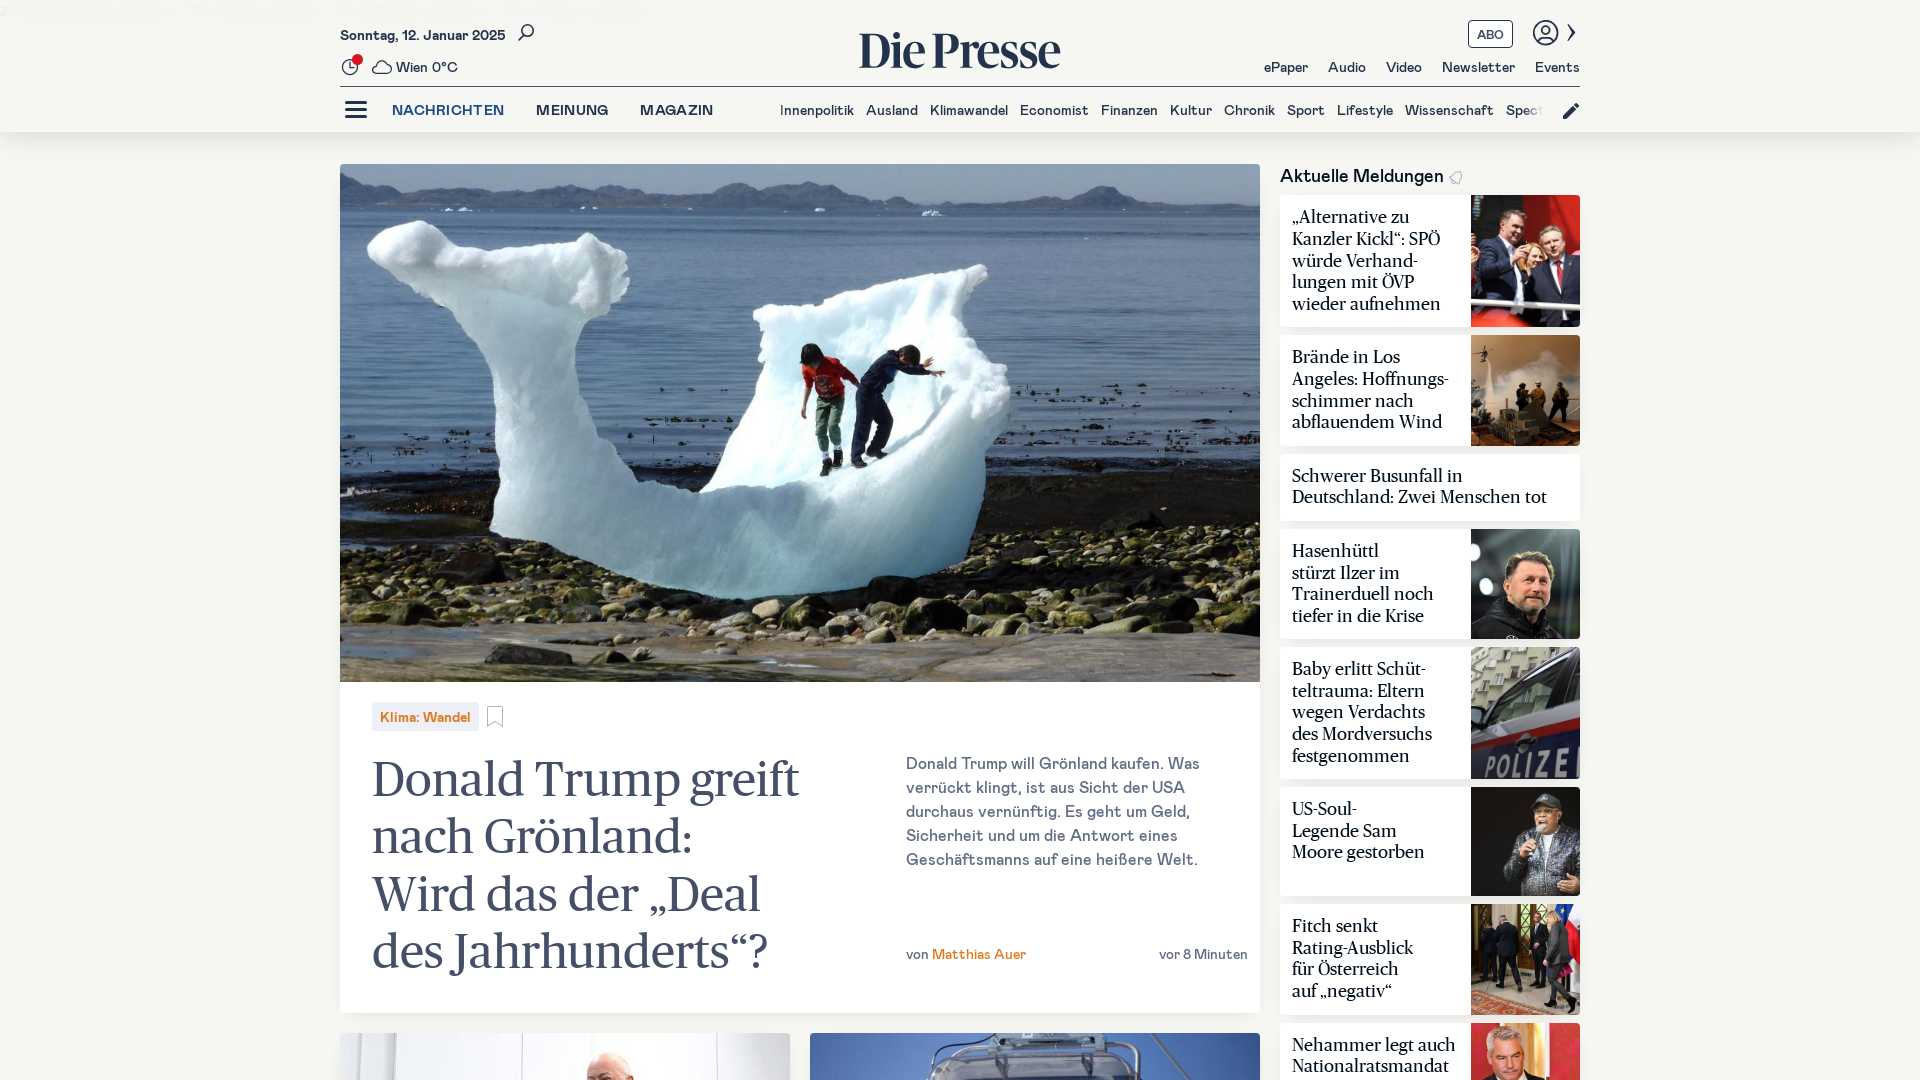 Sonntag, 12. Januar 2025
Die Presse
ABO
Wien 0°C
ePaper Audio Video Newsletter Events
NACHRICHTEN MEINUNG MAGAZIN
Innenpolitik Ausland Klimawandel Economist Finanzen Kultur Chronik Sport Lifestyle Wissenschaft Spect
Klima: Wandel
Donald Trump greift
nach Grönland:
Wird das der „Deal
des Jahrhunderts“?
Donald Trump will Grönland kaufen. Was
verrückt klingt, ist aus Sicht der USA
durchaus vernünftig. Es geht um Geld,
Sicherheit und um die Antwort eines
Geschäftsmanns auf eine heißere Welt.
von Matthias Auer
vor 8 Minuten
Aktuelle Meldungen
„Alternative zu
Kanzler Kickl“: SPÖ
würde Verhand-
lungen mit ÖVP
wieder aufnehmen
Brände in Los
Angeles: Hoffnungs-
schimmer nach
abflauendem Wind
Schwerer Busunfall in
Deutschland: Zwei Menschen tot
Hasenhüttl
stürzt Ilzer im
Trainerduell noch
tiefer in die Krise
Baby erlitt Schüt-
teltrauma: Eltern
wegen Verdachts
des Mordversuchs
festgenommen
POLIZEI
US-Soul-
Legende Sam
Moore gestorben
Fitch senkt
Rating-Ausblick
für Österreich
auf „negativ“
Nehammer legt auch
Nationalratsmandat